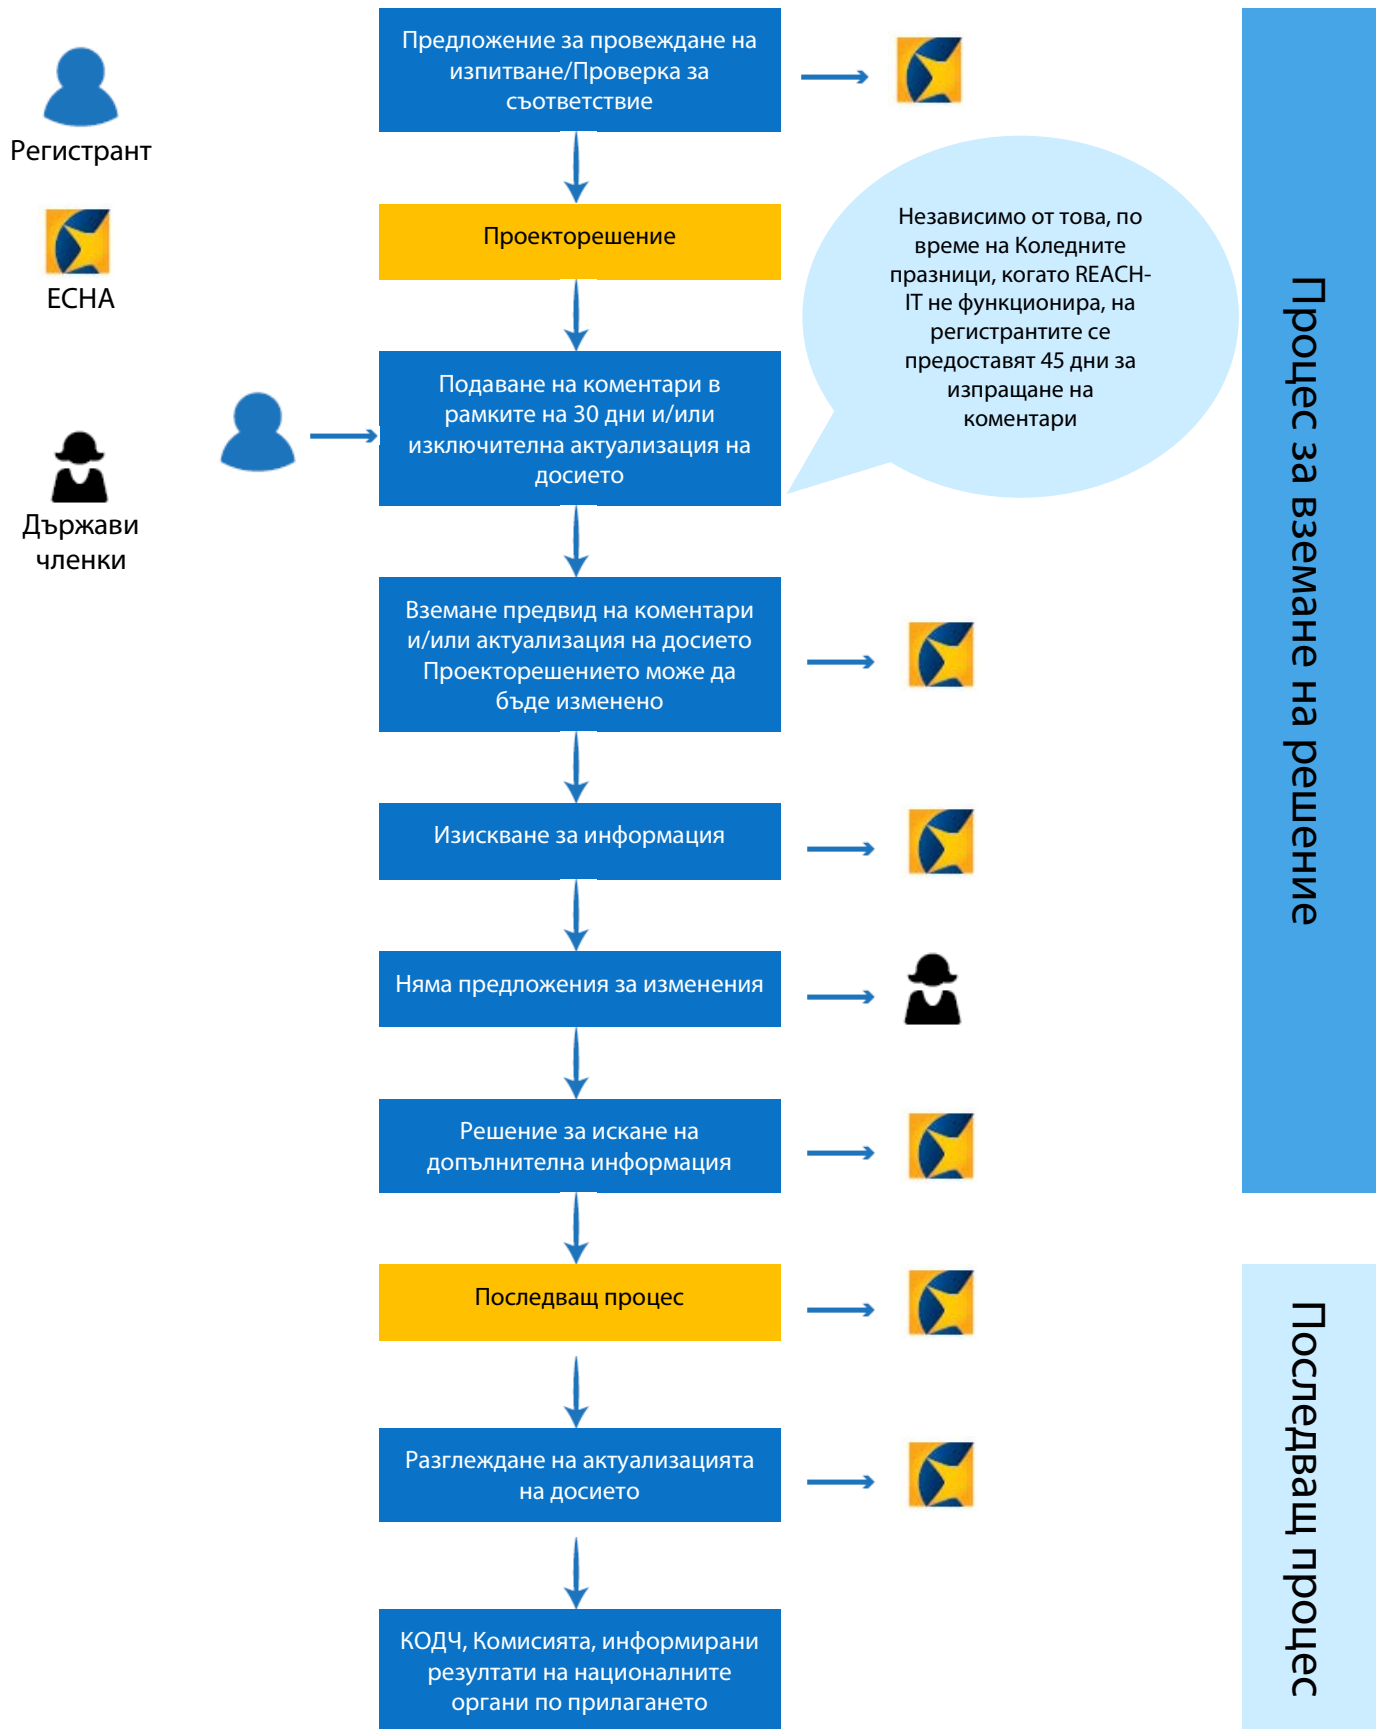 Предложение за провеждане на
изпитване/Проверка за
съответствие
Регистрант
ECHA
Държави
членки
Проекторешение
Независимо от това, по
време на Коледните
празници, когато REACH-
IT не функционира, на
регистрантите се
предоставят 45 дни за
изпращане на
коментари
Подаване на коментари в
рамките на 30 дни и/или
изключителна актуализация на
досието
Вземане предвид на коментари
и/или актуализация на досието
Проекторешението може да
бъде изменено
Изискване за информация
Няма предложения за изменения
Решение за искане на
допълнителна информация
Процес за вземане на решение
Последващ процес
Разглеждане на актуализацията
на досието
КОДЧ, Комисията, информирани
резултати на националните
органи по прилагането
Последващ процес